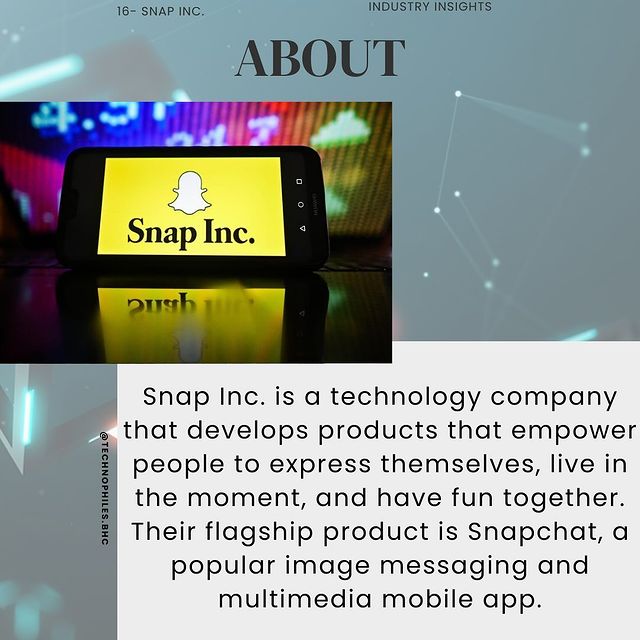 16- SNAP INC.
INDUSTRY INSIGHTS
ABOUT
Snap Inc.
Snap Inc. is a technology company
that develops products that empower
people to express themselves, live in
the moment, and have fun together.
Their flagship product is Snapchat, a
popular image messaging and
multimedia mobile app.
@TECHNOPHILES.BHC